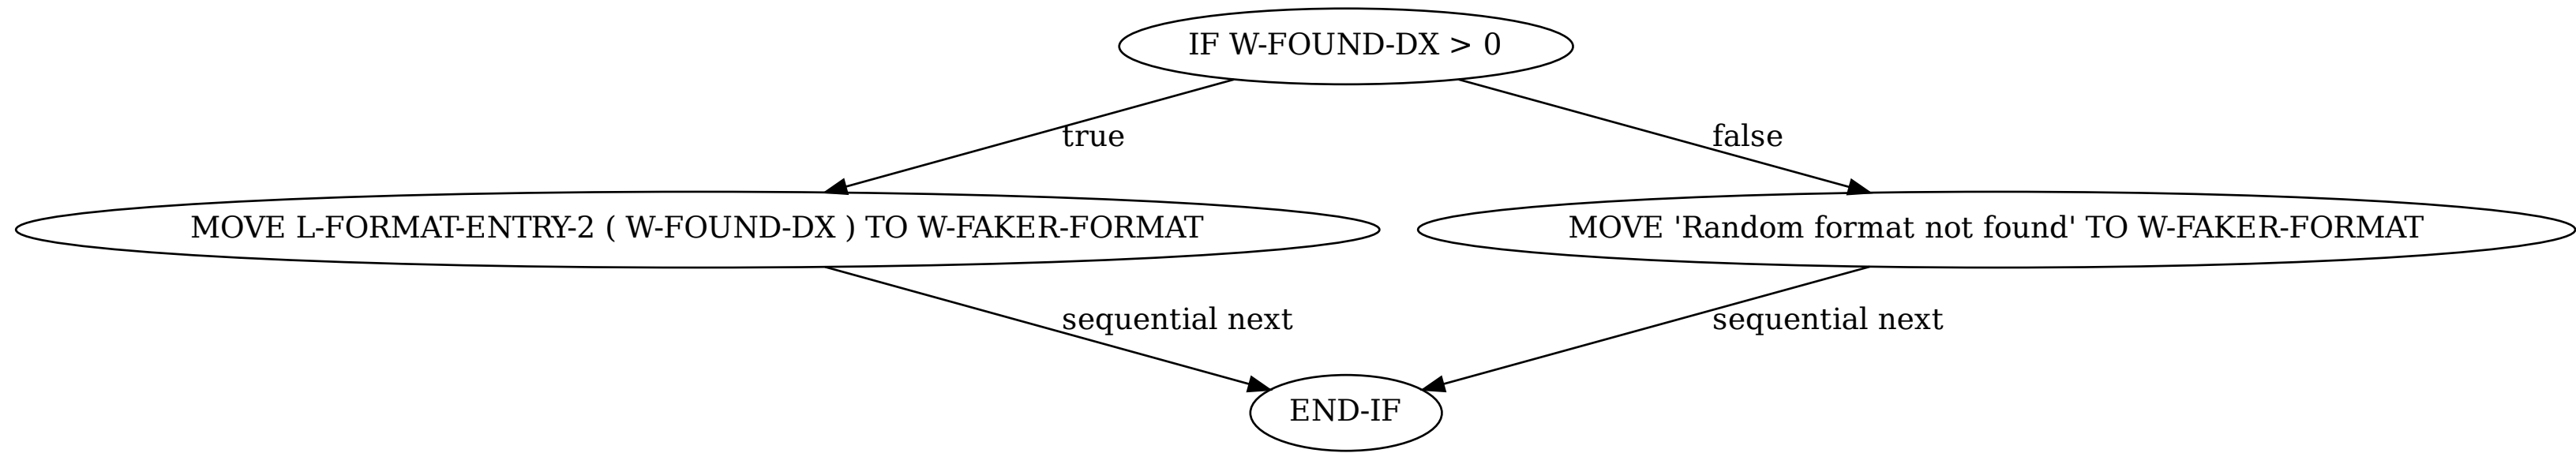 IF W-FOUND-DX > 0
true
false
MOVE L-FORMAT-ENTRY-2 ( W-FOUND-DX ) TO W-FAKER-FORMAT
MOVE 'Random format not found' TO W-FAKER-FORMAT
sequential next
sequential next
END-IF